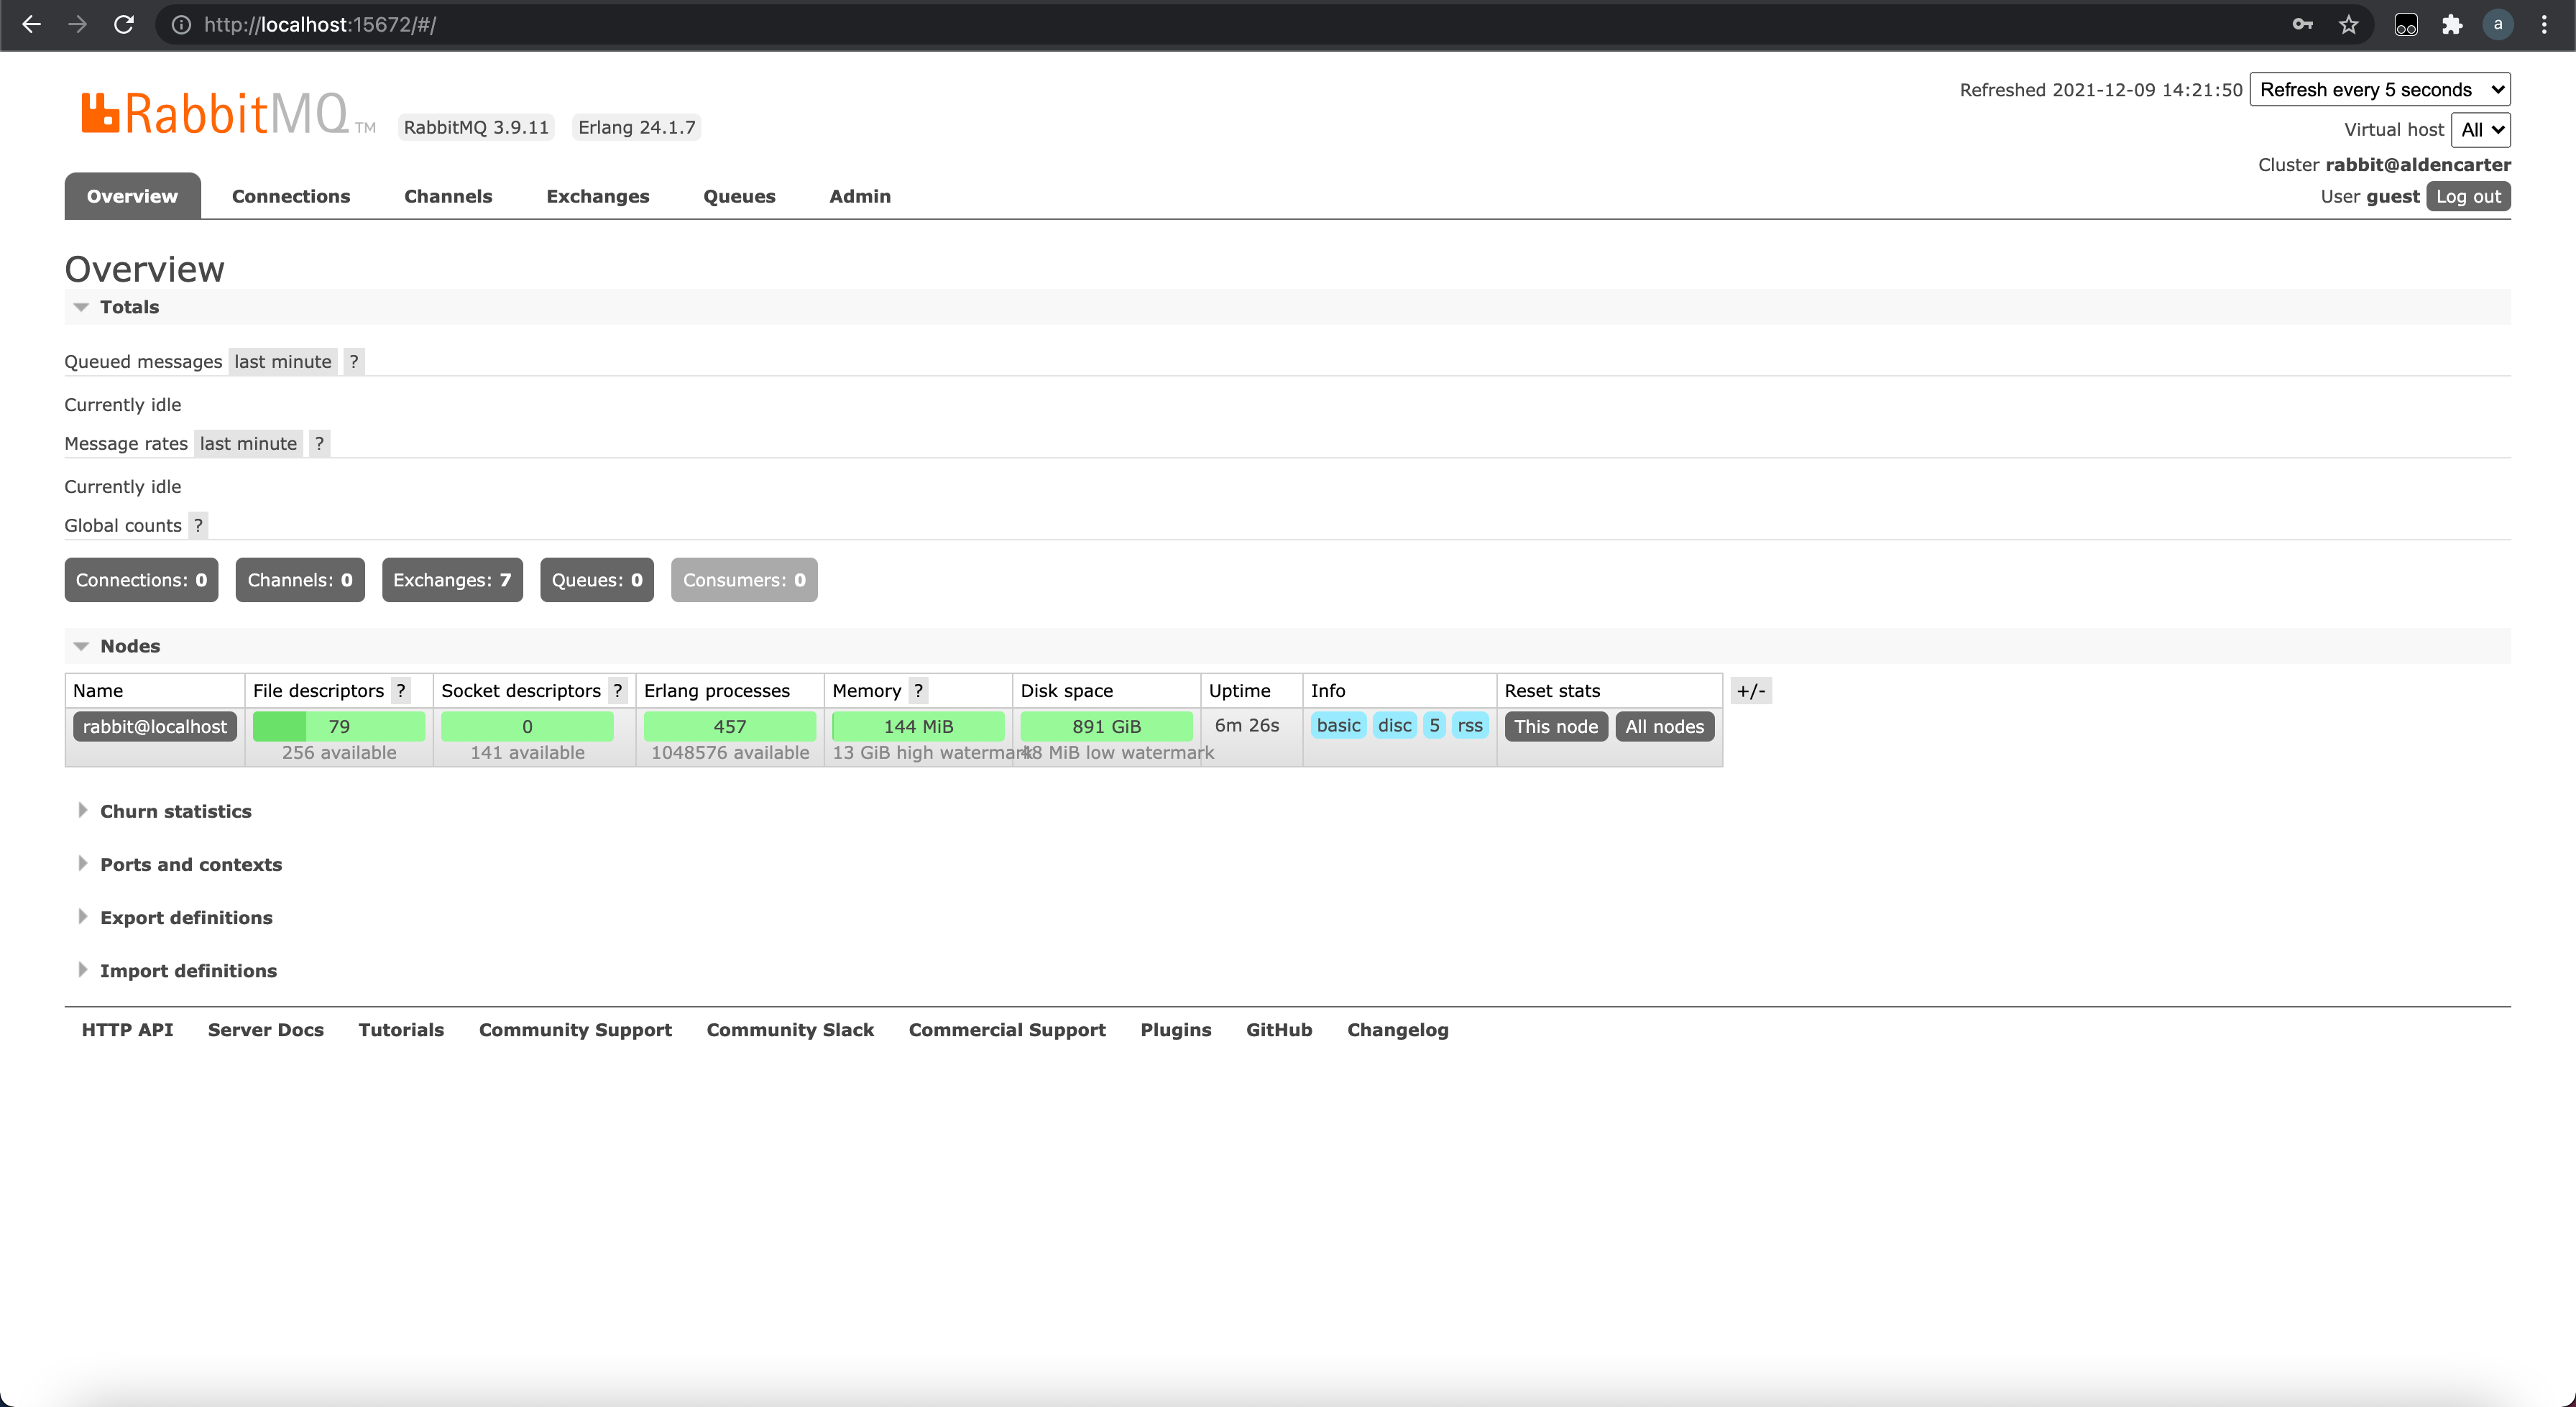 http://localhost:15672/#/
a
RabbitMQ TM RabbitMQ 3.9.11 Erlang 24.1.7
Refreshed 2021-12-09 14:21:50 Refresh every 5 seconds
Virtual host All
Cluster rabbit@aldencarter
User guest Log out
Overview Connections Channels Exchanges Queues Admin
Overview
Totals
Queued messages last minute ?
Currently idle
Message rates last minute ?
Currently idle
Global counts ?
Connections: 0 Channels: 0 Exchanges: 7 Queues: 0 Consumers: 0
Nodes
Name File descriptors ? Socket descriptors ? Erlang processes Memory ? Disk space Uptime Info Reset stats +/-
rabbit@localhost 79 0 457 144 MiB 891 GiB 6m 26s basic disc 5 rss This node All nodes
256 available 141 available 1048576 available 13 GiB high watermark 48 MiB low watermark
Churn statistics
Ports and contexts
Export definitions
Import definitions
HTTP API Server Docs Tutorials Community Support Community Slack Commercial Support Plugins GitHub Changelog